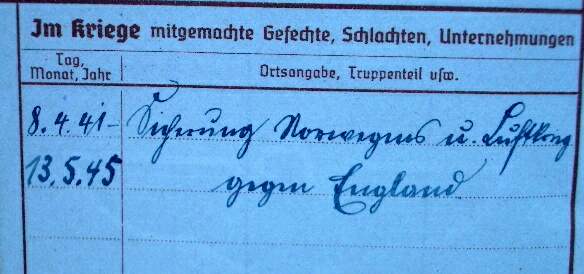 Im Kriege mitgemachte Gefechte, Schlachten, Unternehmungen
Tag,
Monat, Jahr
Ortsangabe, Truppenteil usw.
8.4.41- Sicherung Norwegens u. Luftkrieg
13.5.45 gegen England